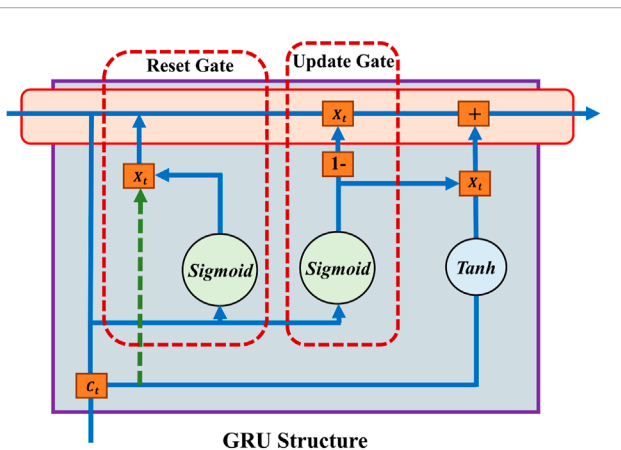 Reset Gate
Update Gate
Xₜ
+
1-
Xₜ
Xₜ
Sigmoid
Sigmoid
Tanh
Cₜ
GRU Structure